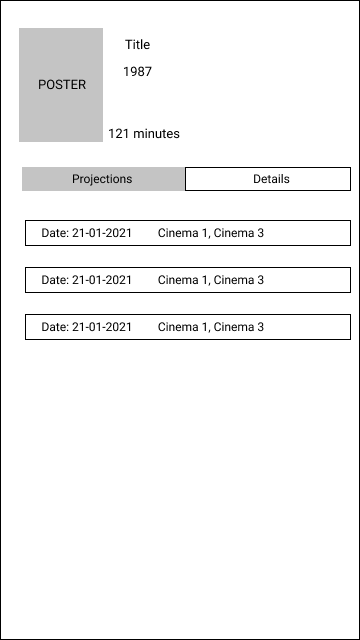 Title
1987
POSTER
121 minutes
Projections
Details
Date: 21-01-2021 Cinema 1, Cinema 3
Date: 21-01-2021 Cinema 1, Cinema 3
Date: 21-01-2021 Cinema 1, Cinema 3